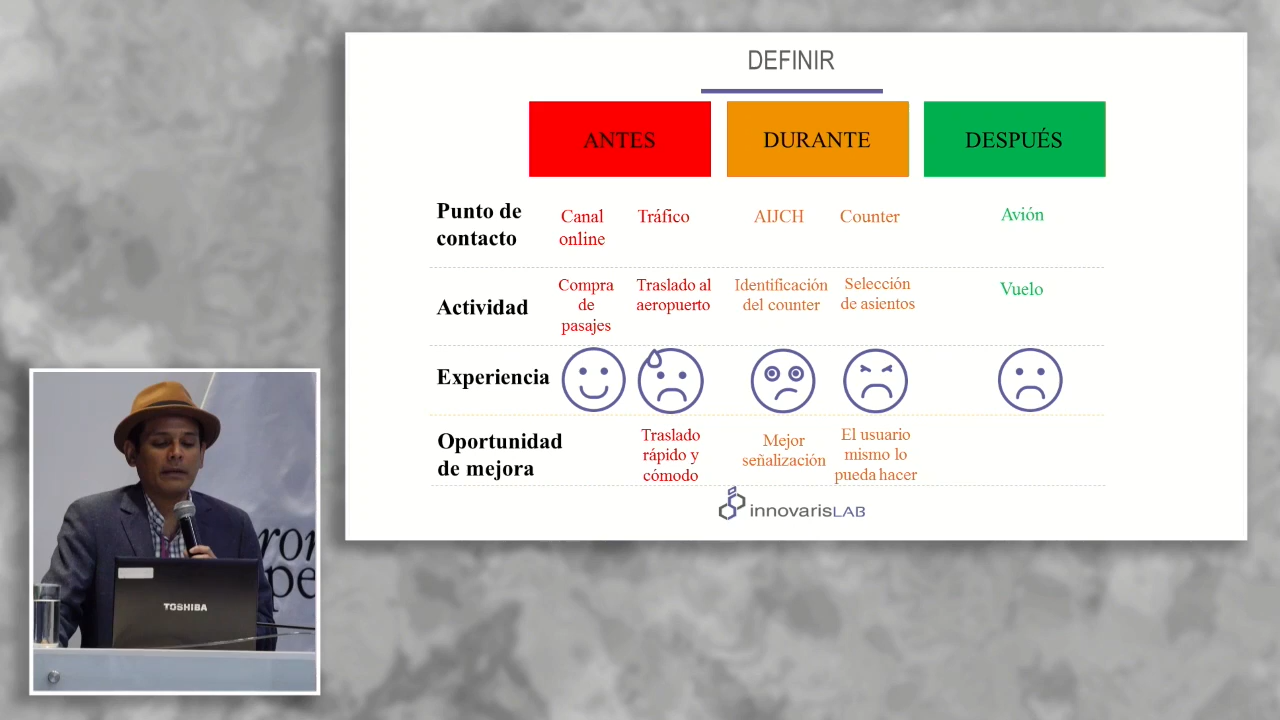 DEFINIR
ANTES
DURANTE
DESPUÉS
Punto de
contacto
Canal
online
Tráfico
AIJCH
Counter
Avión
Actividad
Compra
de
pasajes
Traslado al
aeropuerto
Identificación
del counter
Selección
de asientos
Vuelo
Experiencia
Oportunidad
de mejora
Traslado
rápido y
cómodo
Mejor
señalización
El usuario
mismo lo
pueda hacer
innovarisLAB
TOSHIBA